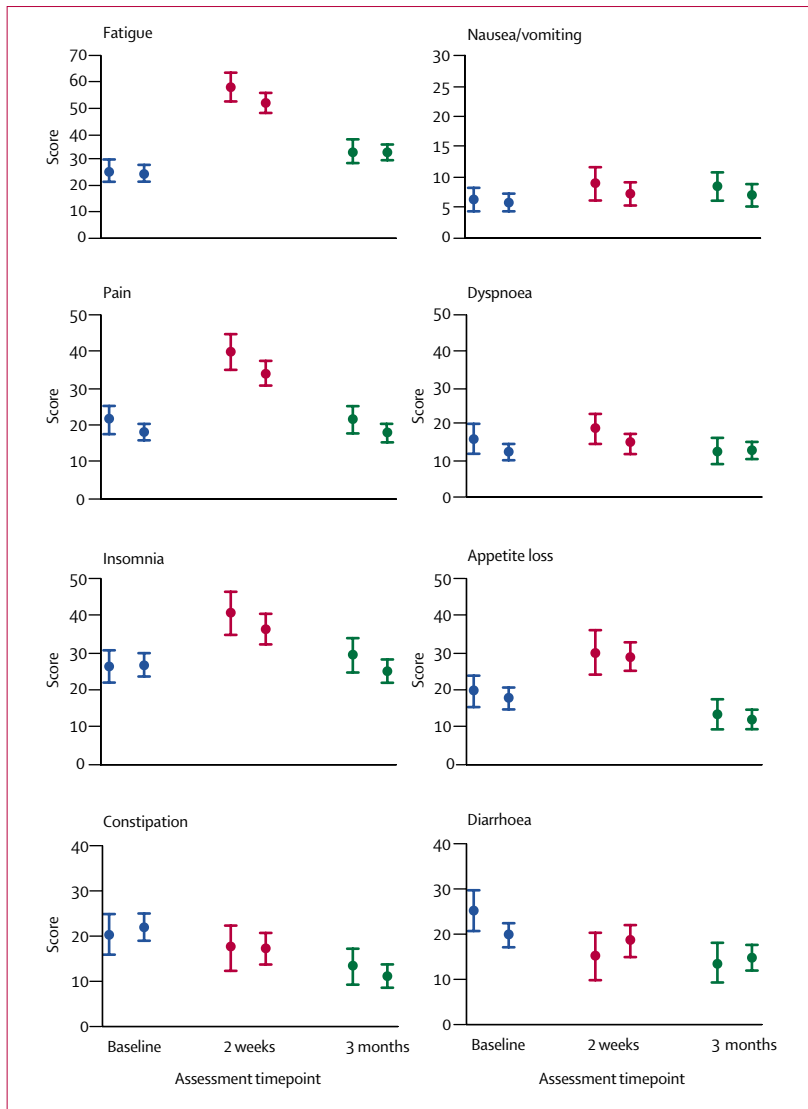 Fatigue
70
60
50
40
30
20
10
0
Score
Nausea/vomiting
30
25
20
15
10
5
0
Pain
50
40
30
20
10
0
Score
Dyspnoea
50
40
30
20
10
0
Score
Insomnia
50
40
30
20
10
0
Score
Appetite loss
50
40
30
20
10
0
Score
Constipation
40
30
20
10
0
Score
Baseline 2 weeks 3 months
Assessment timepoint
Diarrhoea
40
30
20
10
0
Score
Baseline 2 weeks 3 months
Assessment timepoint